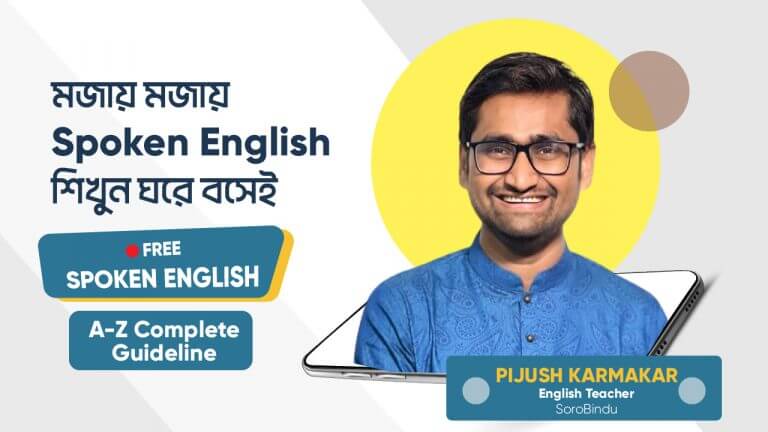 মজায় মজায়
Spoken English
শিখুন ঘরে বসেই
FREE
SPOKEN ENGLISH
A-Z Complete
Guideline
PIJUSH KARMAKAR
English Teacher
SoroBindu